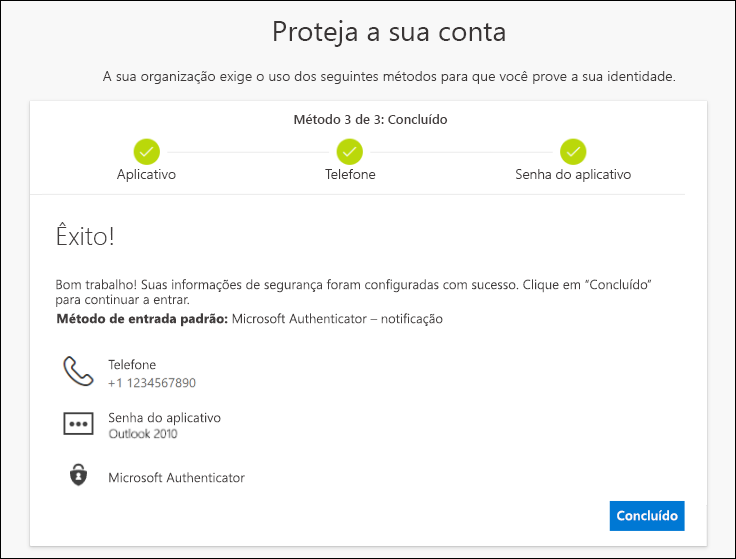 Proteja a sua conta
A sua organização exige o uso dos seguintes métodos para que você prove a sua identidade.
Método 3 de 3: Concluído
Aplicativo
Telefone
Senha do aplicativo
Êxito!
Bom trabalho! Suas informações de segurança foram configuradas com sucesso. Clique em “Concluído”
para continuar a entrar.
Método de entrada padrão: Microsoft Authenticator – notificação
Telefone
+1 1234567890
Senha do aplicativo
Outlook 2010
Microsoft Authenticator
Concluído